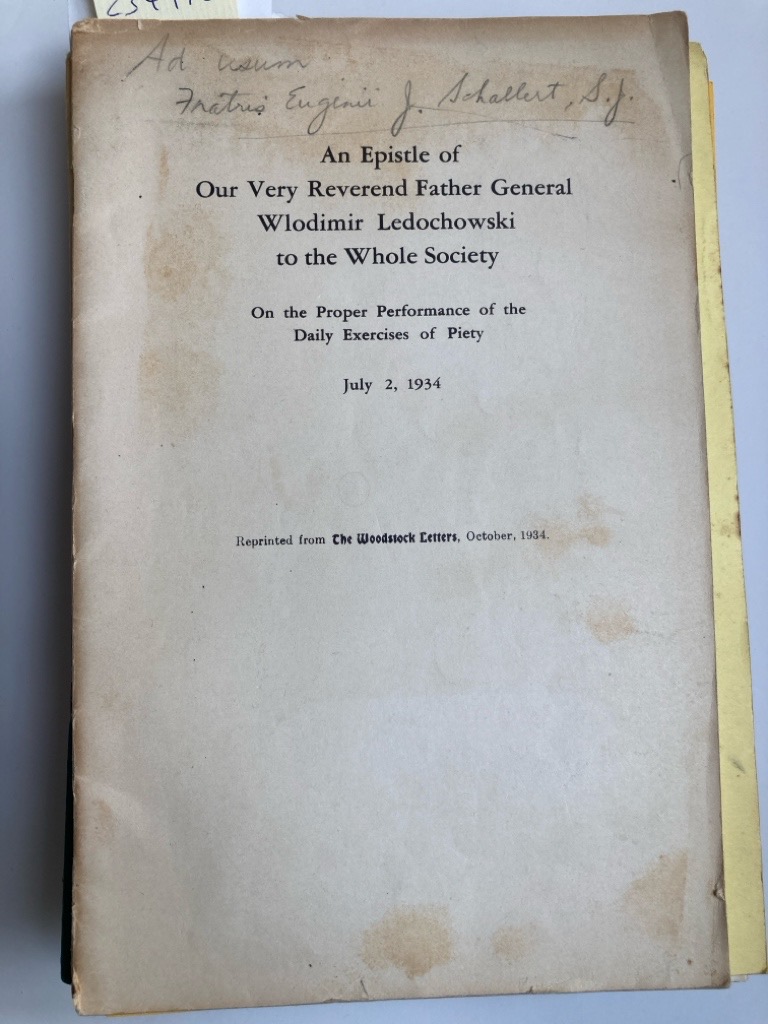 Ad usum
Fratris Eugenii J. Schallert, S.J.
An Epistle of
Our Very Reverend Father General
Wlodimir Ledochowski
to the Whole Society
On the Proper Performance of the
Daily Exercises of Piety
July 2, 1934
Reprinted from The Woodstock Letters, October, 1934.